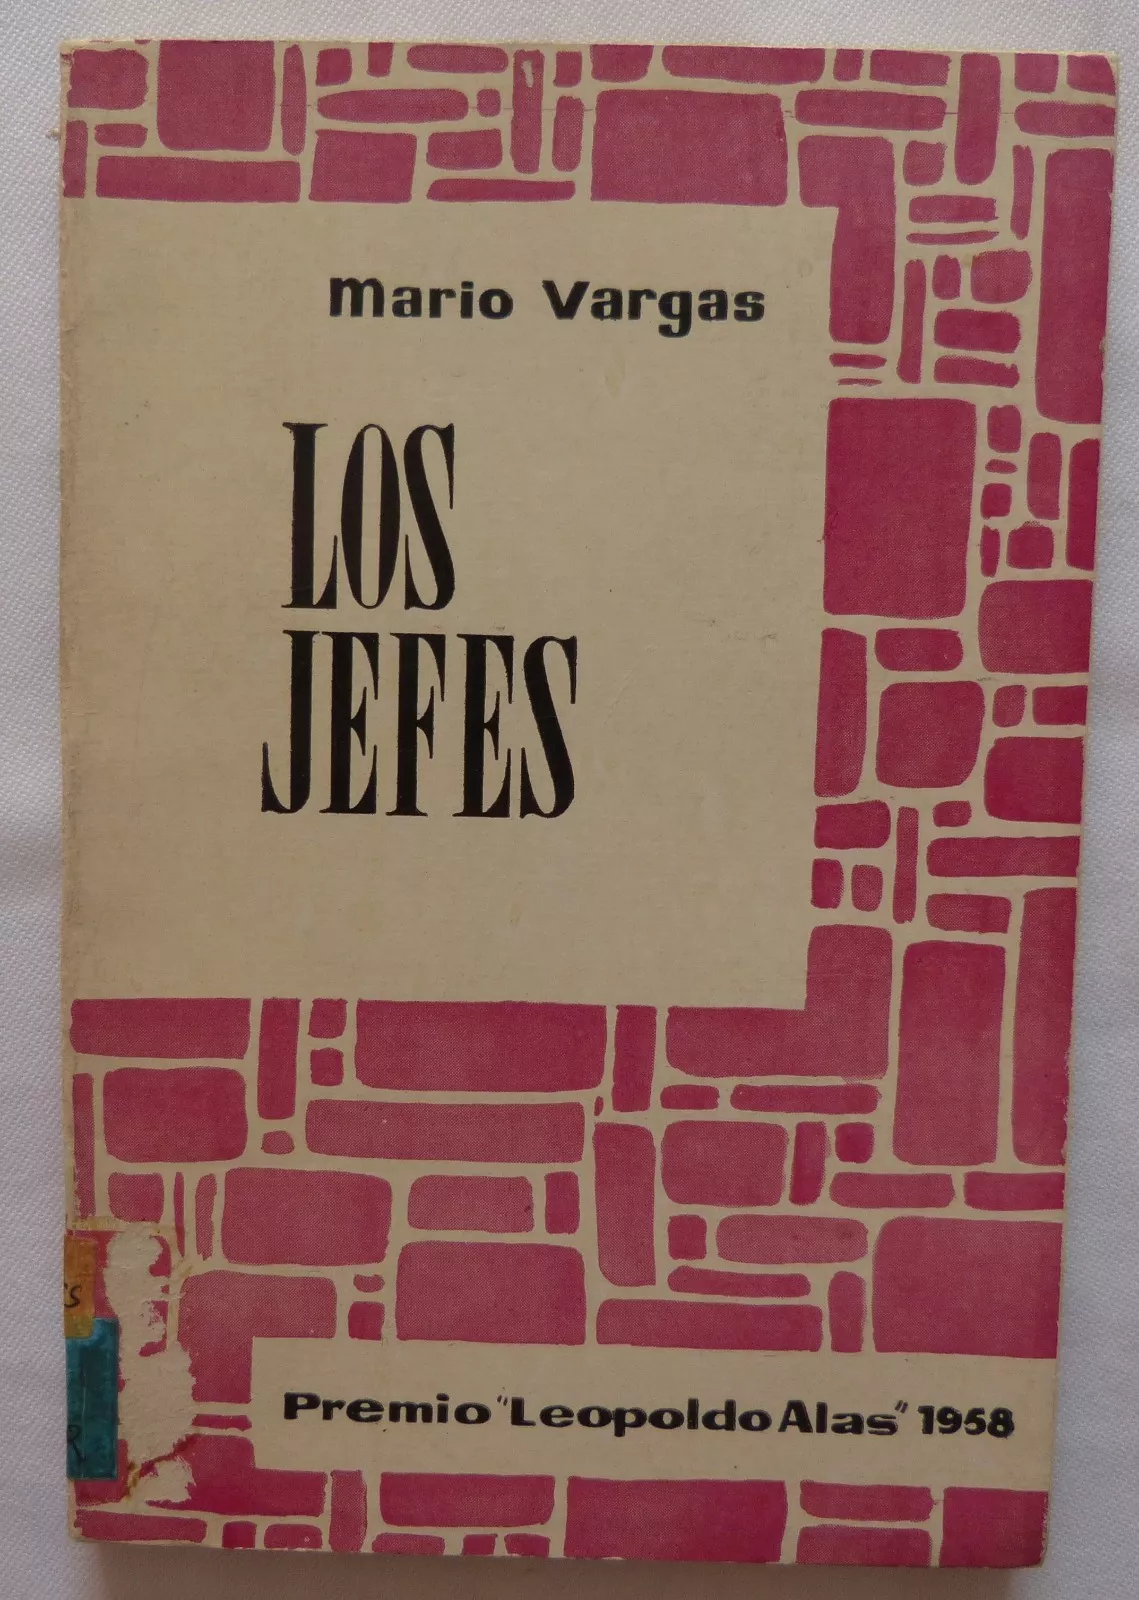 Mario Vargas
LOS
JEFES
Premio "Leopoldo Alas" 1958